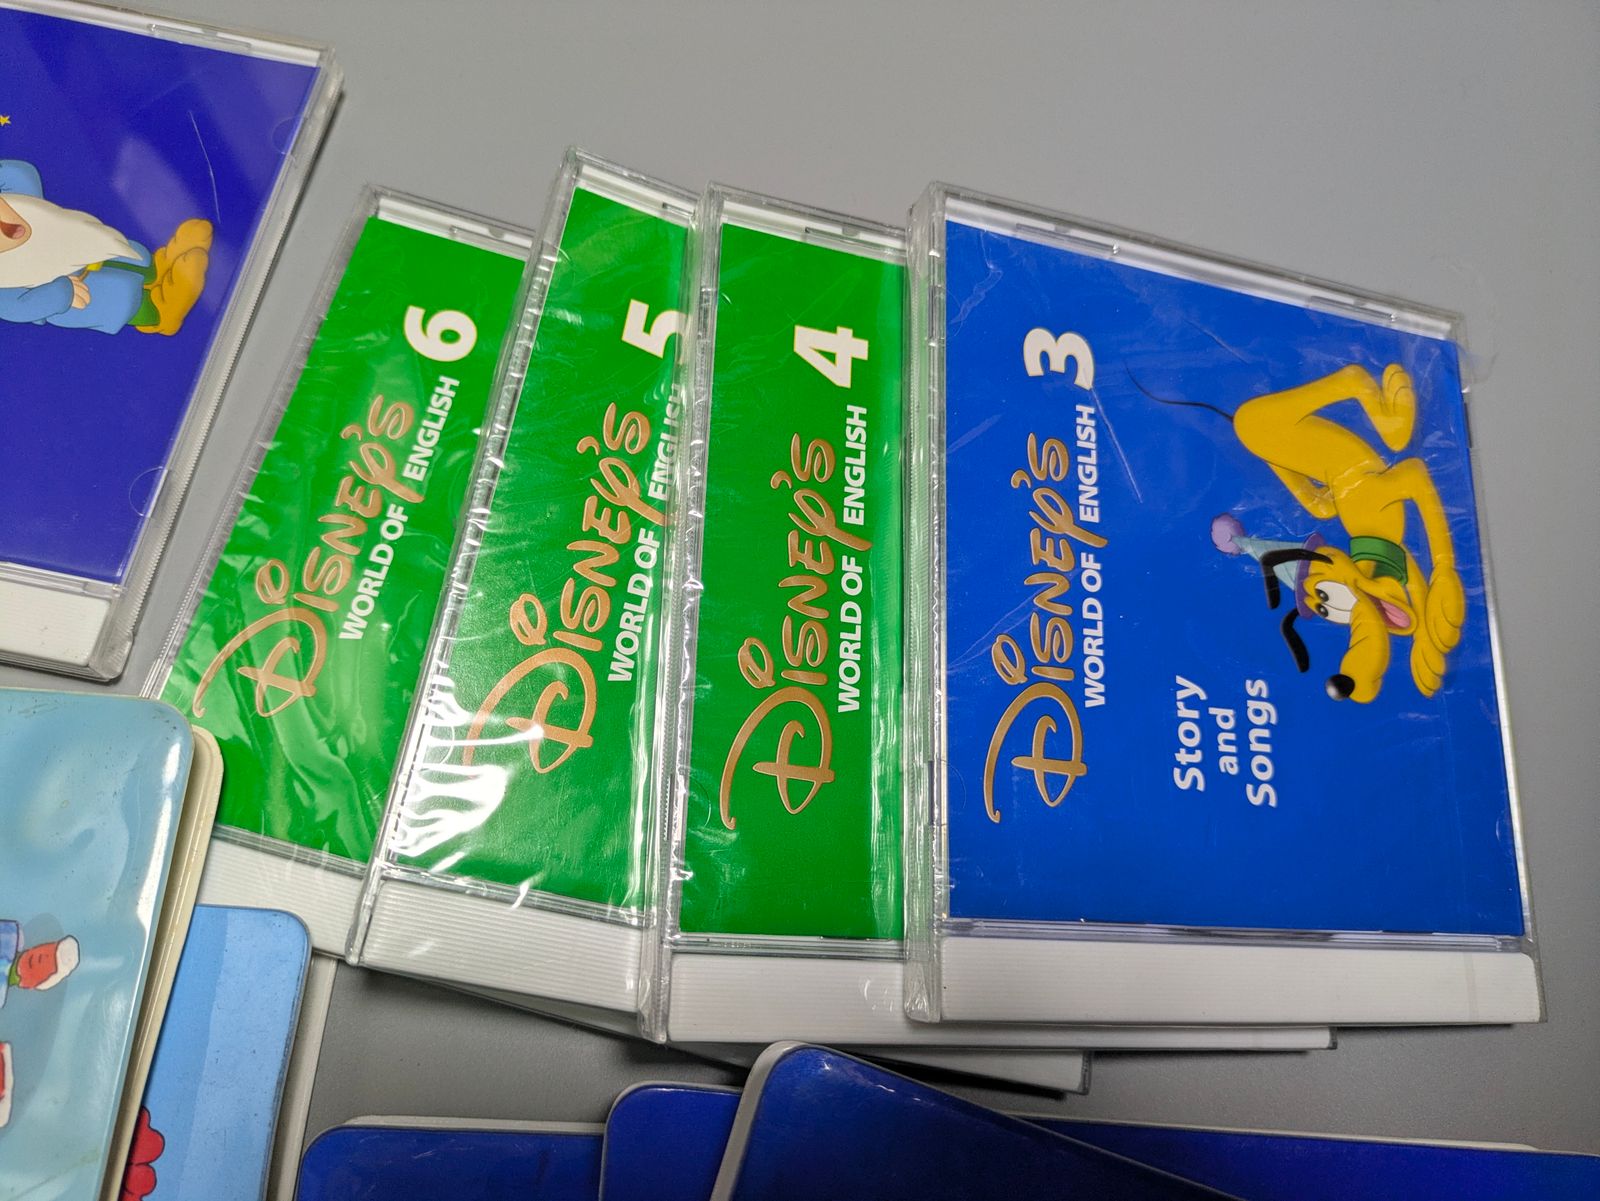 Disney's
WORLD OF ENGLISH 6
Disney's
WORLD OF ENGLISH 5
Disney's
WORLD OF ENGLISH 4
Disney's
WORLD OF ENGLISH 3
Story
and
Songs